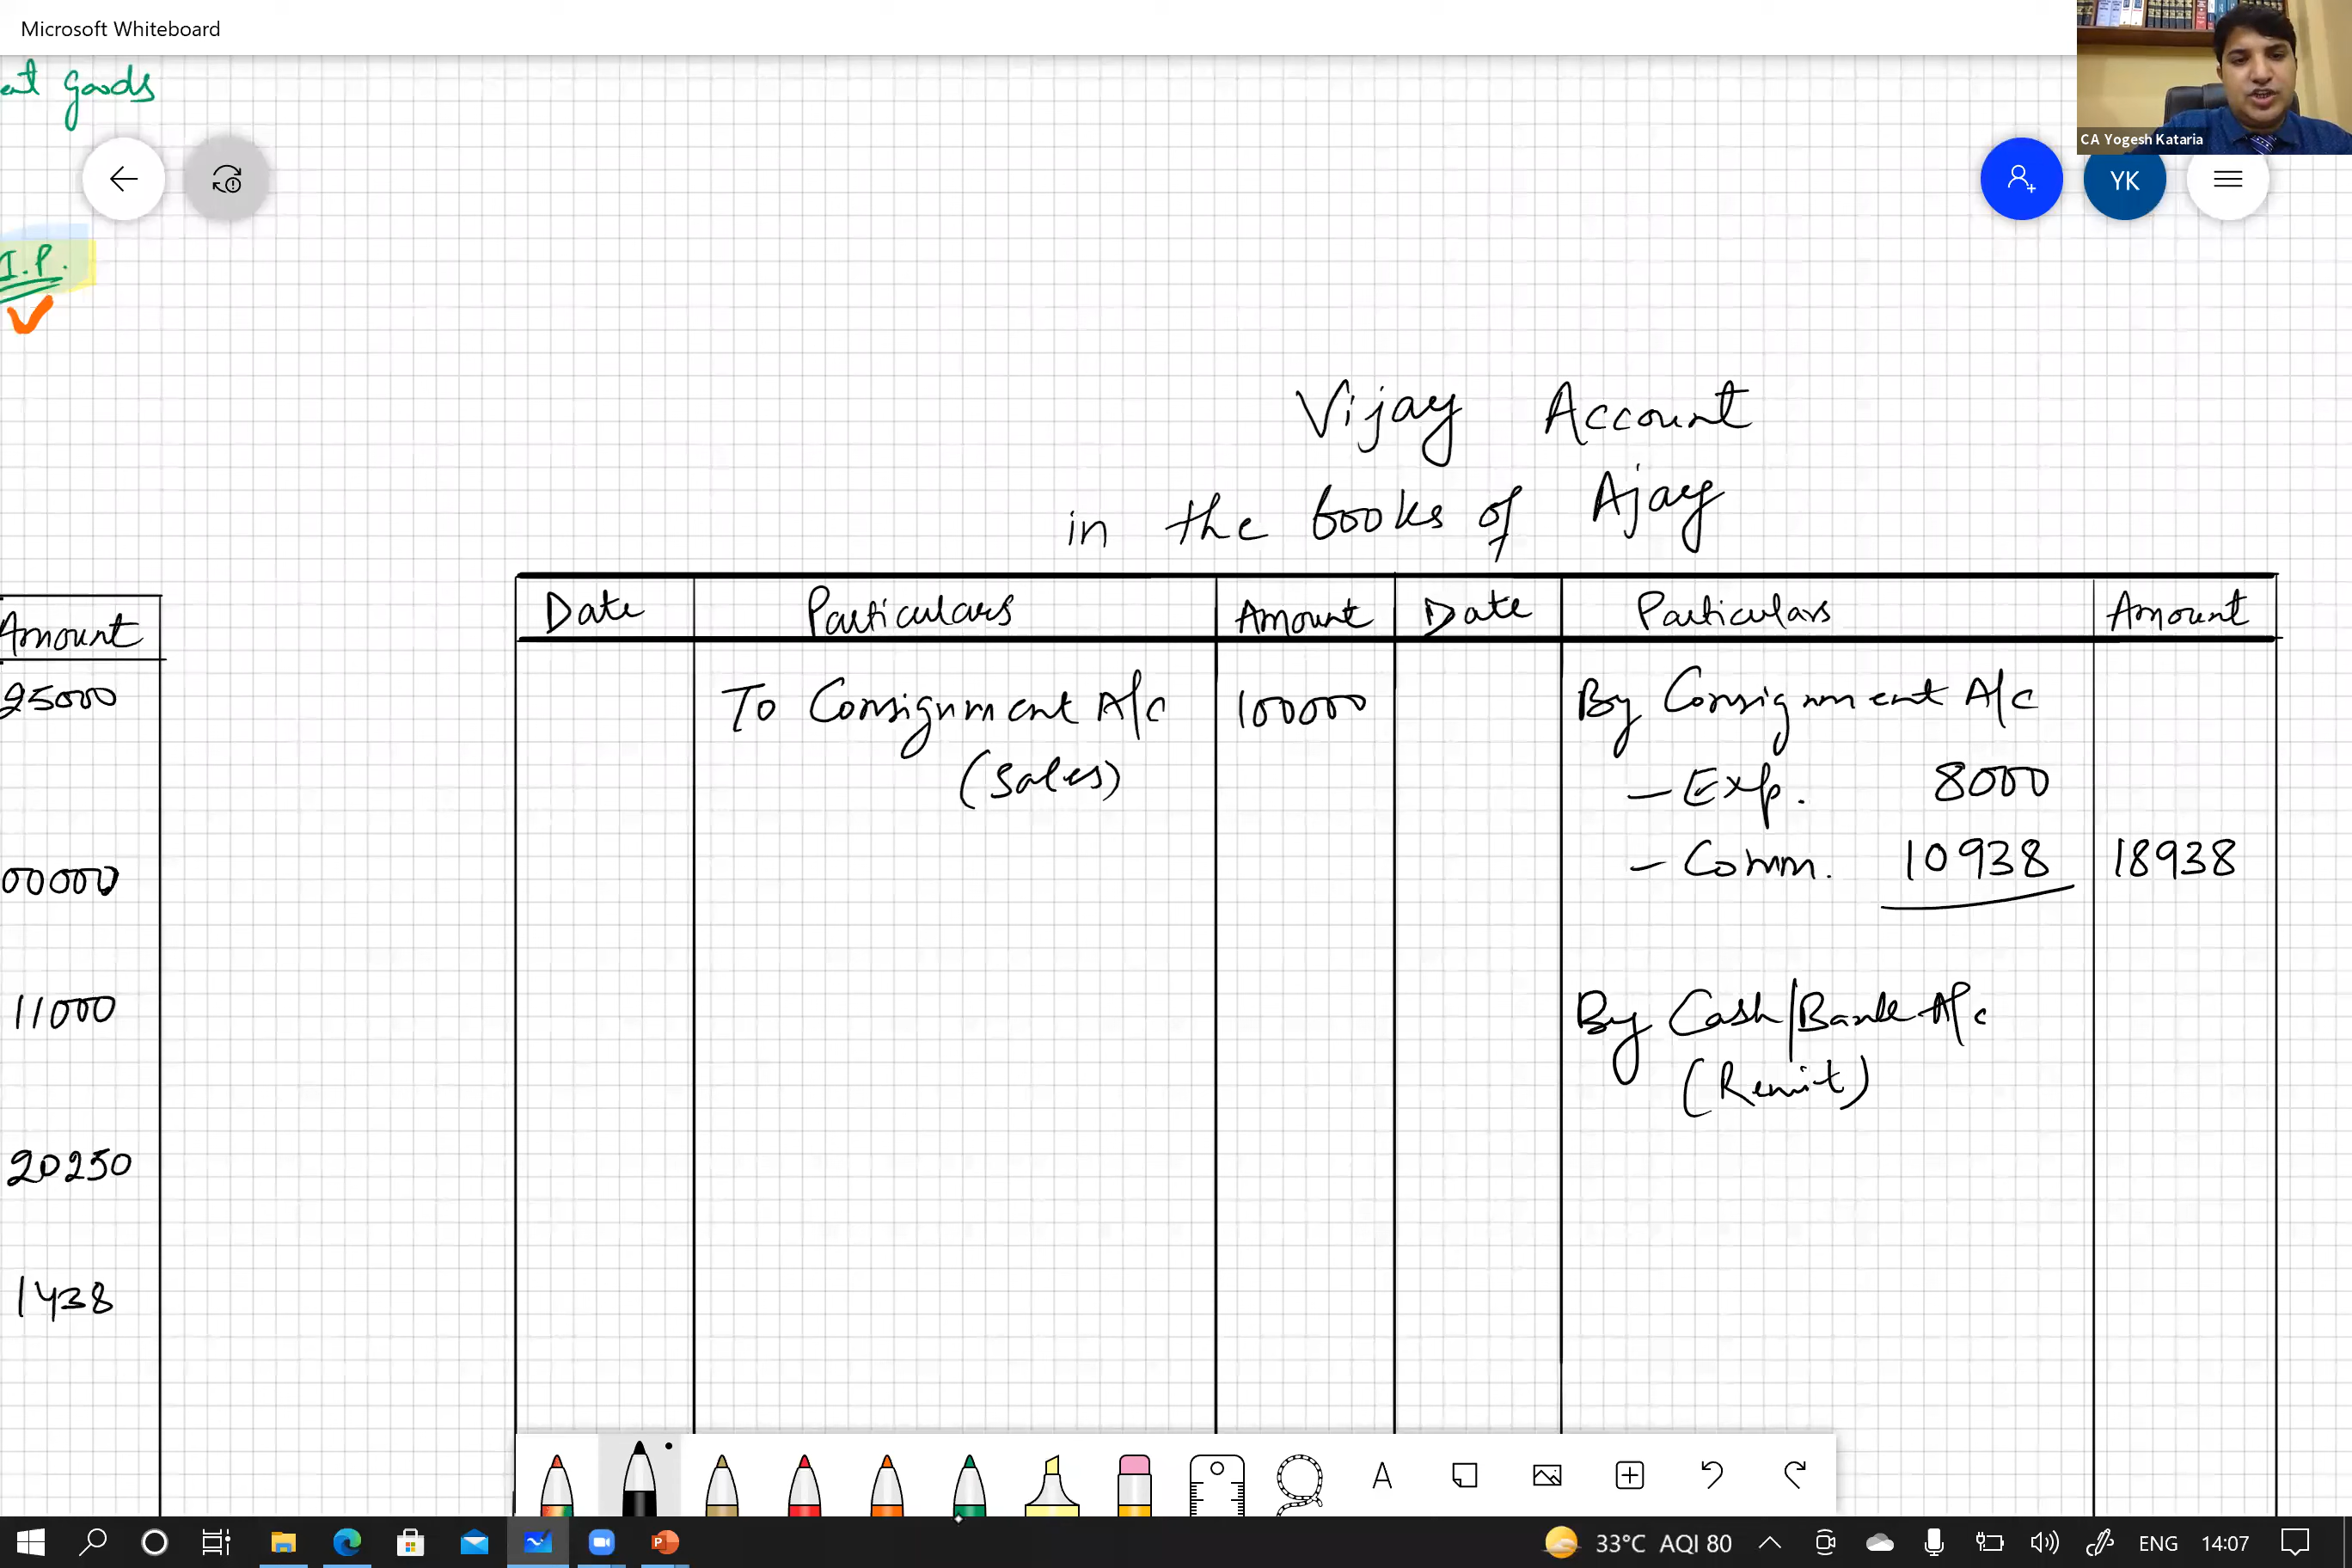 Microsoft Whiteboard
ent goods
CA Yogesh Kataria
YK
I.P.
Vijay Account
in the books of Ajay
Amount
25000
00000
11000
20250
1438
Date Particulars Amount Date Particulars Amount
To Consignment A/c 100000 By Consignment A/c
(Sales) - Exp. 8000
- Comm. 10938 18938
By Cash/Bank A/c
(Remit)
A
P
33°C AQI 80 ENG 14:07